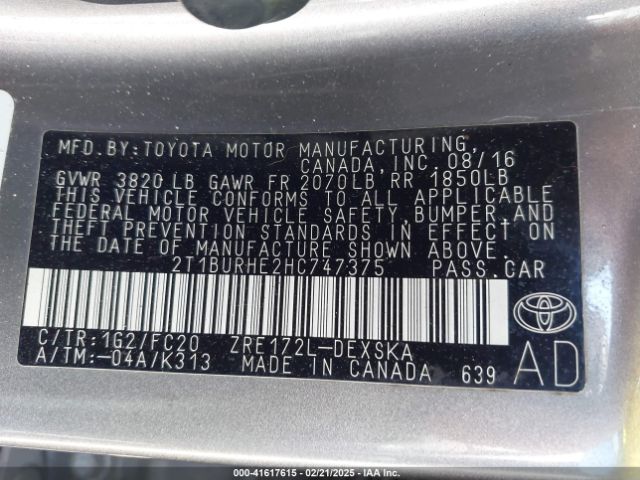 MFD.BY:TOYOTA MOTOR MANUFACTURING,
CANADA,INC.08/16
GVWR 3820 LB GAWR FR 2070LB RR 1850LB
THIS VEHICLE CONFORMS TO ALL APPLICABLE
FEDERAL MOTOR VEHICLE SAFETY,BUMPER,AND
THEFT PREVENTION STANDARDS IN EFFECT ON
THE DATE OF MANUFACTURE SHOWN ABOVE.
2T1BURHE2HC747375 PASS.CAR
C/TR:1G2/FC20 ZRE172L-DEXSKA
A/TM:-04A/K313 MADE IN CANADA 639
AD
000-41617615 - 02/21/2025 - IAA Inc.